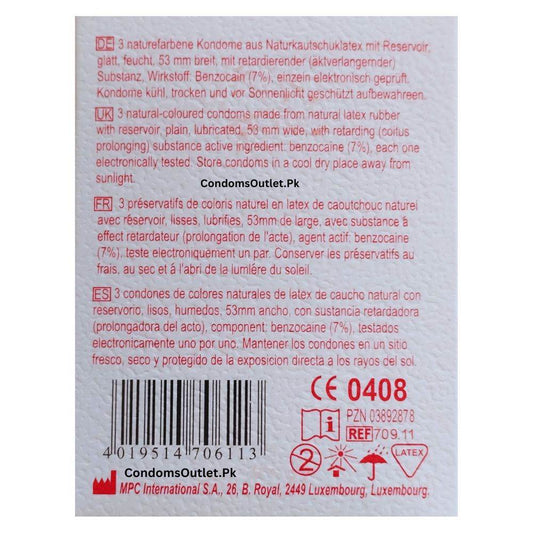 DE 3 naturefarbene Kondome aus Naturkautschuklatex mit Reservoir,
glatt, feucht, 53 mm breit, mit retardierender (aktverlangernder)
Substanz, Wirkstoff: Benzocain (7%), einzein elektronisch geprüft.
Kondome kühl, trocken und vor Sonnenlicht geschützt aufbewahreen.
UK 3 natural-coloured condoms made from natural latex rubber
with reservoir, plain, lubricated, 53 mm wide, with retarding (coitus
prolonging) substance active ingredient: benzocaine (7%), each one
electronically tested. Store condoms in a cool dry place away from
sunlight.
CondomsOutlet.Pk
FR 3 préservatifs de coloris naturel en latex de caoutchouc naturel
avec réservoir, lisses, lubrifies, 53mm de large, avec substance à
effect retardateur (prolongation de l'acte), agent actif: benzocaine
(7%), teste electroniquement un par. Conserver les préservatifs au
frais, au sec et á l'abri de la lumiére du soleil.
ES 3 condones de colores naturales de latex de caucho natural con
reservorio, lisos, humedos, 53mm ancho, con sustancia retardadora
(prolongadora del acto), component: benzocaine (7%), testados
electronicamente uno por uno. Mantener los condones en un sitio
fresco, seco y protegido de la exposicion directa a los rayos del sol.
CE 0408
PZN 03892878
REF 709.11
2
LATEX
4 019514 706113
CondomsOutlet.Pk
MPC International S.A., 26, B. Royal, 2449 Luxembourg, Luxembourg.